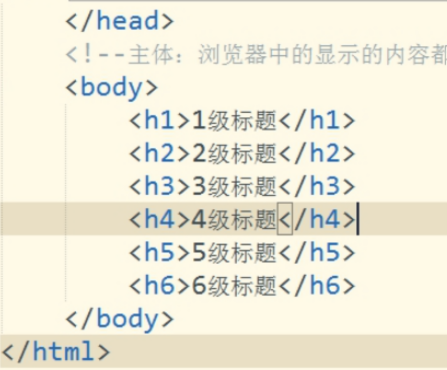 </head>
<!--主体：浏览器中的显示的内容都
<body>
<h1>1级标题</h1>
<h2>2级标题</h2>
<h3>3级标题</h3>
<h4>4级标题</h4>
<h5>5级标题</h5>
<h6>6级标题</h6>
</body>
</html>